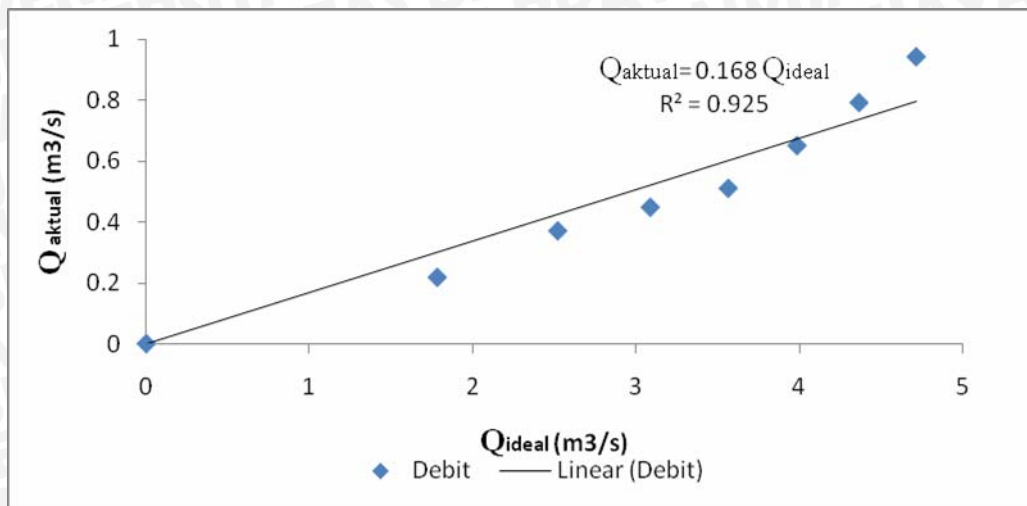 1
0.8
0.6
0.4
0.2
0
Qaktual (m3/s)
Qaktual= 0.168 Qideal
R² = 0.925
0 1 2 3 4 5
Qideal (m3/s)
Debit Linear (Debit)